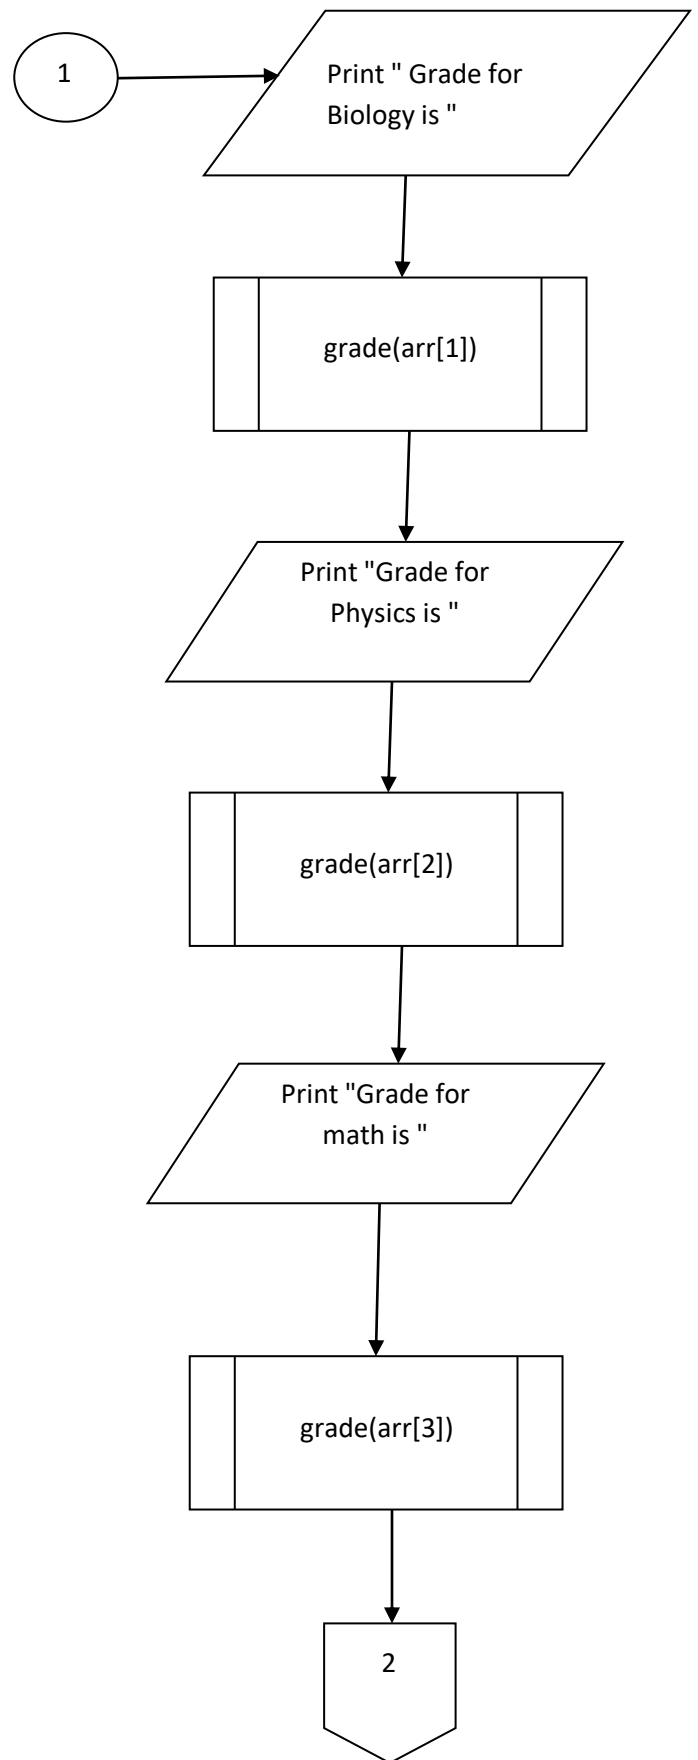 1
Print " Grade for
Biology is "
grade(arr[1])
Print "Grade for
Physics is "
grade(arr[2])
Print "Grade for
math is "
grade(arr[3])
2